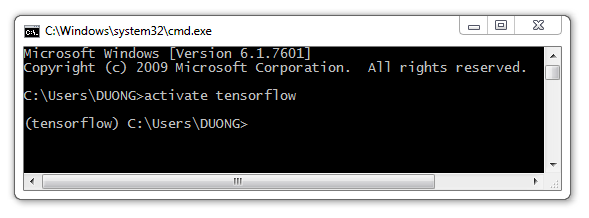 C:\Windows\system32\cmd.exe
Microsoft Windows [Version 6.1.7601]
Copyright (c) 2009 Microsoft Corporation.  All rights reserved.
C:\Users\DUONG>activate tensorflow
(tensorflow) C:\Users\DUONG>